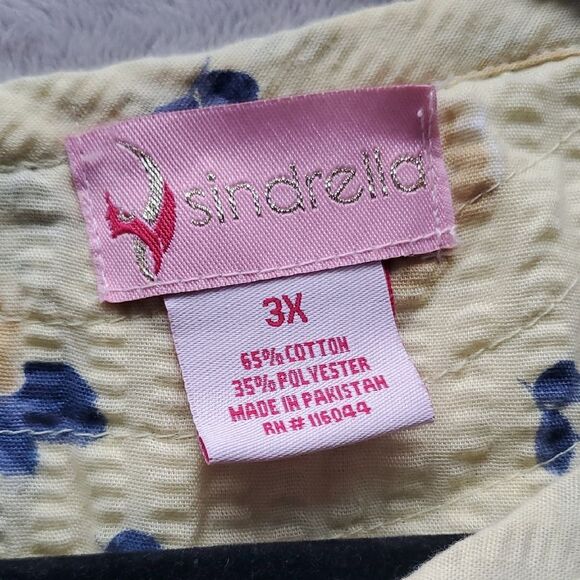 sindrella
3X
65% COTTON
35% POLYESTER
MADE IN PAKISTAN
RN # 116044